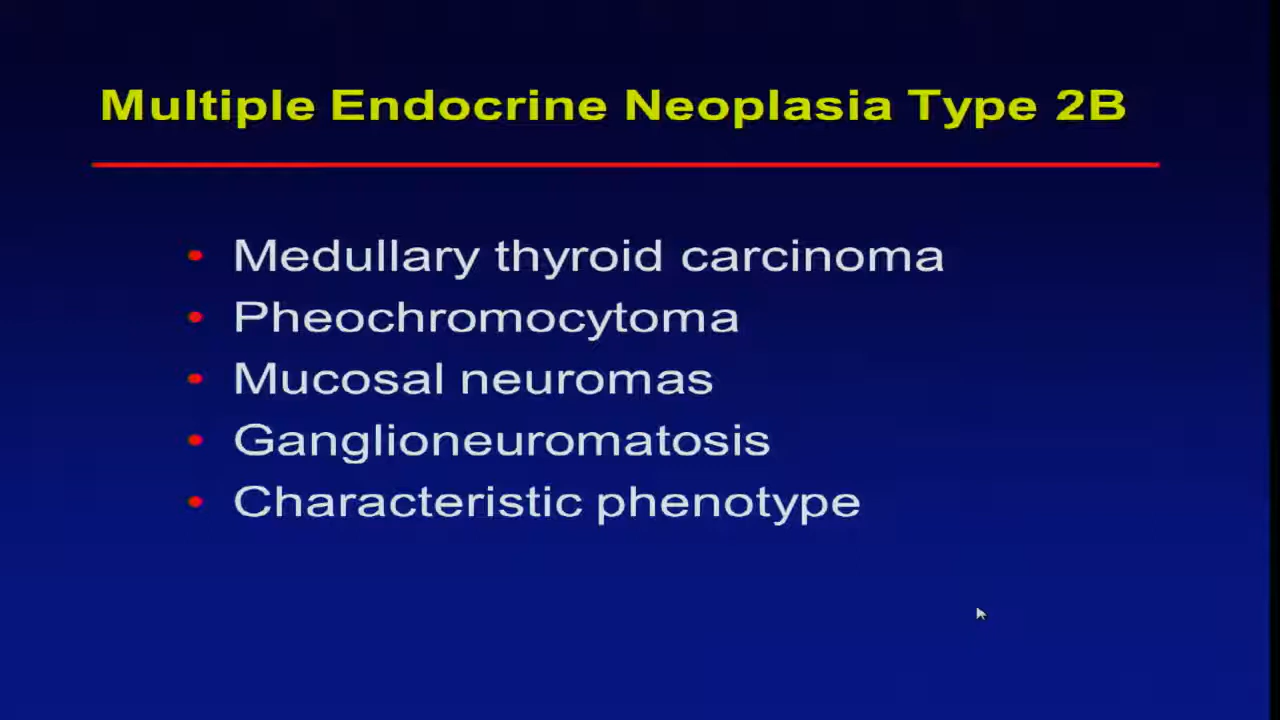 Multiple Endocrine Neoplasia Type 2B
• Medullary thyroid carcinoma
• Pheochromocytoma
• Mucosal neuromas
• Ganglioneuromatosis
• Characteristic phenotype